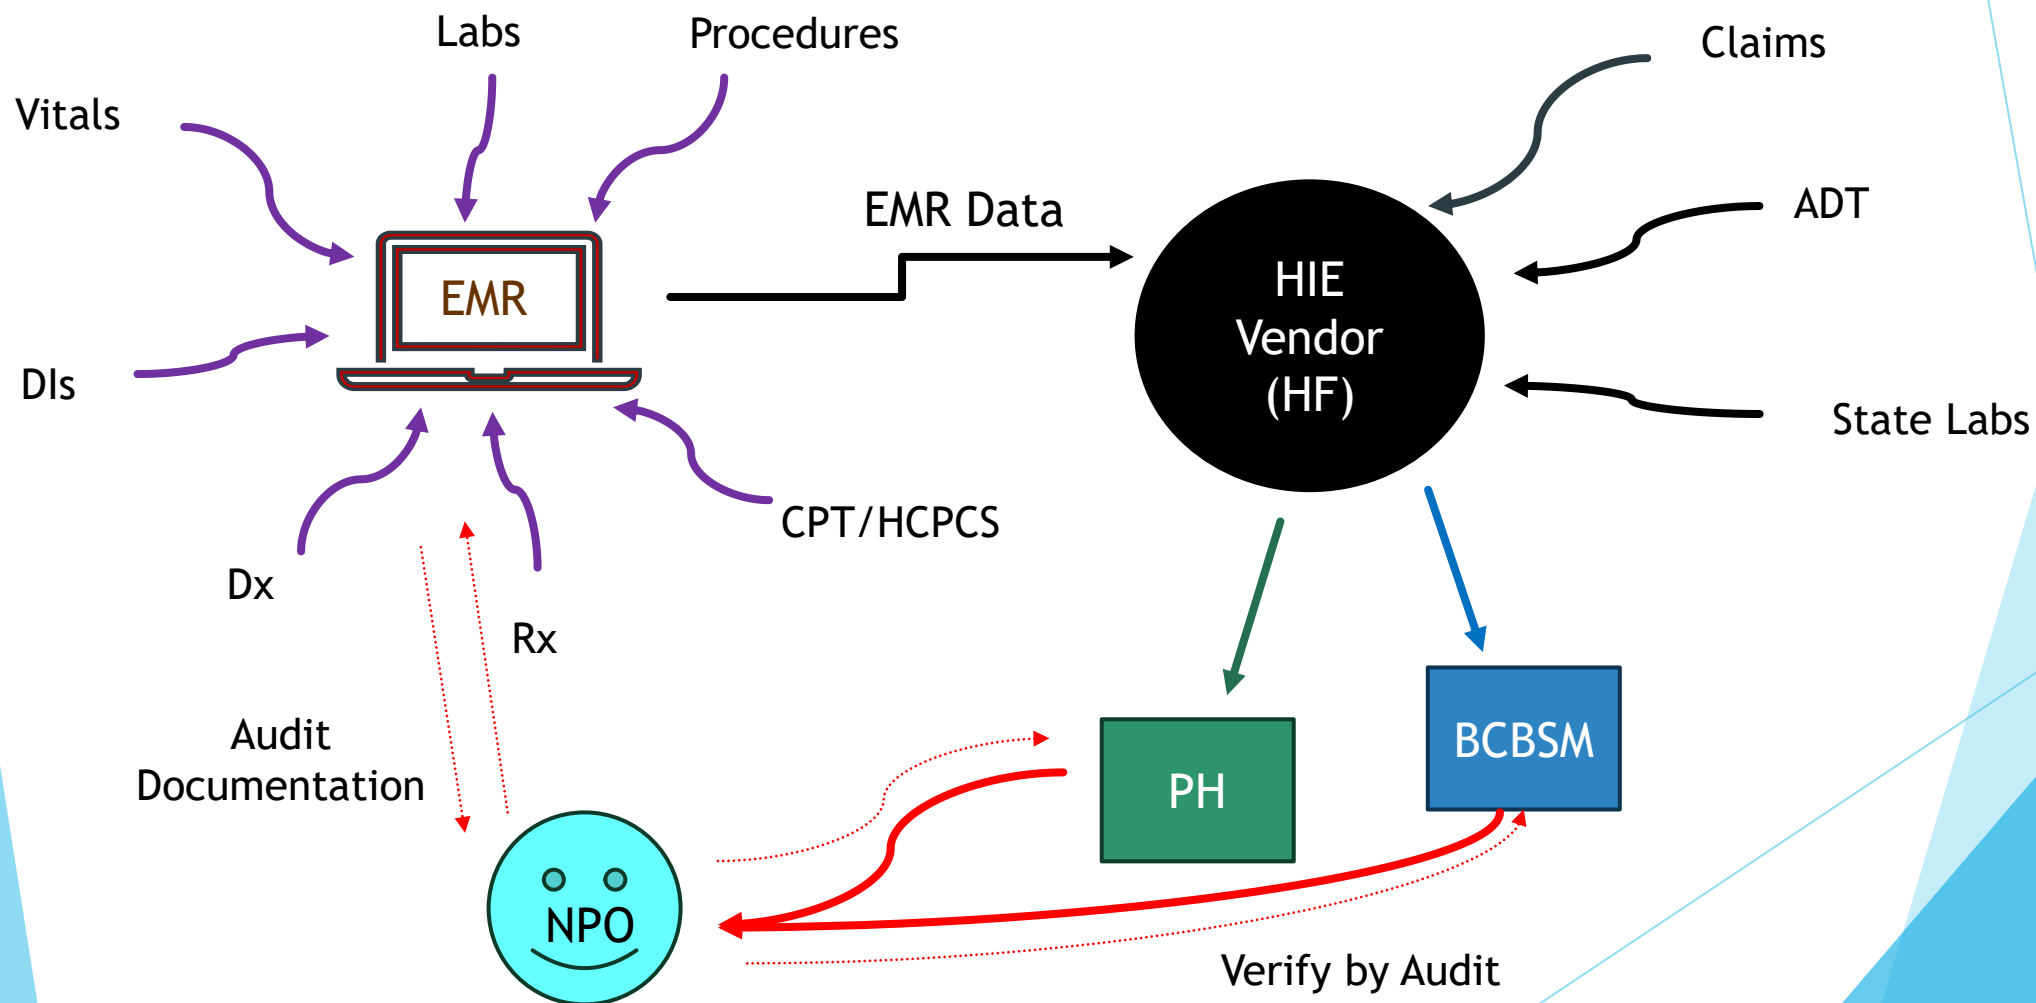 Labs
Procedures
Claims
Vitals
ADT
EMR Data
EMR
HIE
Vendor
(HF)
DIs
State Labs
CPT/HCPCS
Dx
Rx
Audit
Documentation
BCBSM
PH
NPO
Verify by Audit